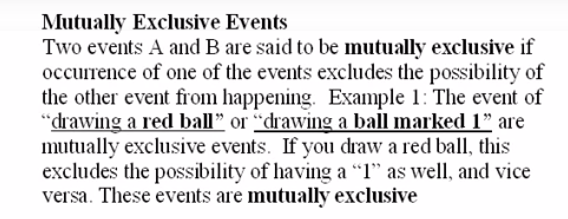 Mutually Exclusive Events
Two events A and B are said to be mutually exclusive if
occurrence of one of the events excludes the possibility of
the other event from happening.  Example 1: The event of
“drawing a red ball” or “drawing a ball marked 1” are
mutually exclusive events.  If you draw a red ball, this
excludes the possibility of having a “1” as well, and vice
versa. These events are mutually exclusive